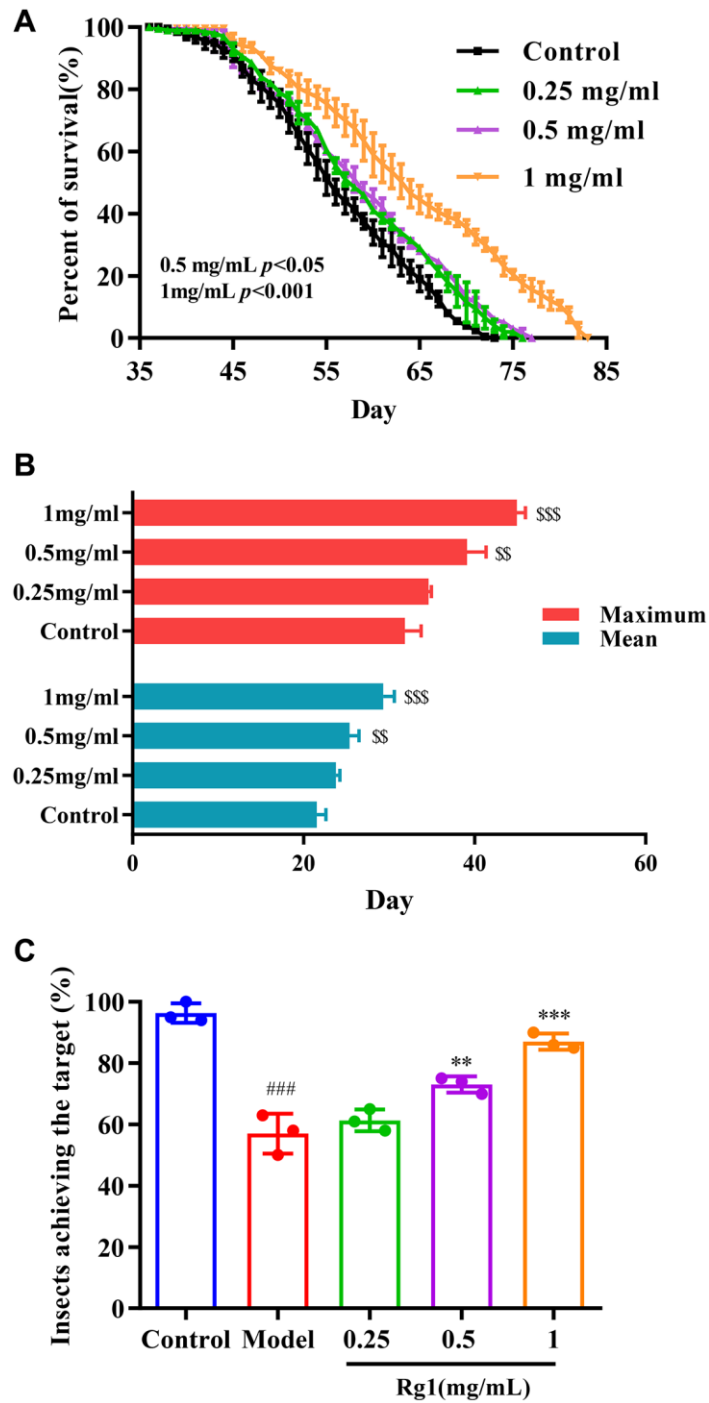 A
Percent of survival(%)
100
80
60
40
20
0
Control
0.25 mg/ml
0.5 mg/ml
1 mg/ml
0.5 mg/mL p<0.05
1mg/mL p<0.001
35 45 55 65 75 85
Day
B
1mg/ml $$$
0.5mg/ml $$
0.25mg/ml
Control
Maximum
Mean
1mg/ml $$$
0.5mg/ml $$
0.25mg/ml
Control
0 20 40 60
Day
C
Insects achieving the target (%)
100
80
60
40
20
0
###
**
***
Control Model 0.25 0.5 1
Rg1(mg/mL)